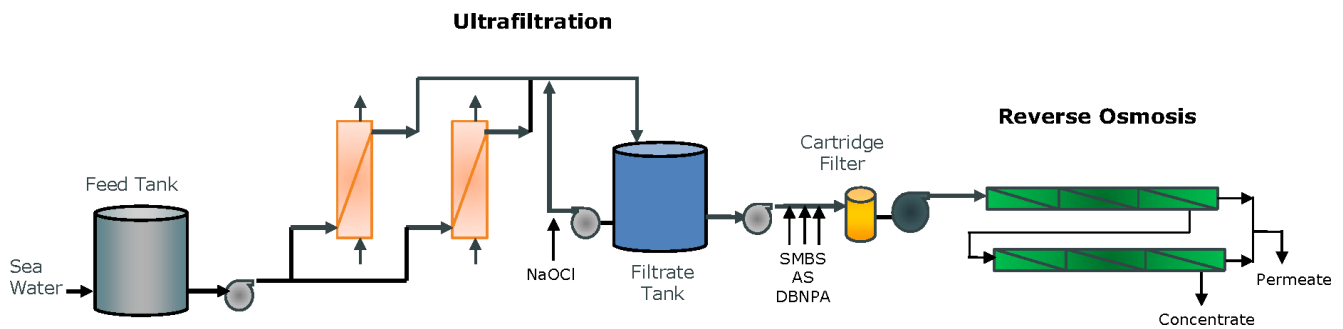 Ultrafiltration
Reverse Osmosis
Cartridge
Filter
Feed Tank
Sea
Water
NaOCl
Filtrate
Tank
SMBS
AS
DBNPA
Permeate
Concentrate